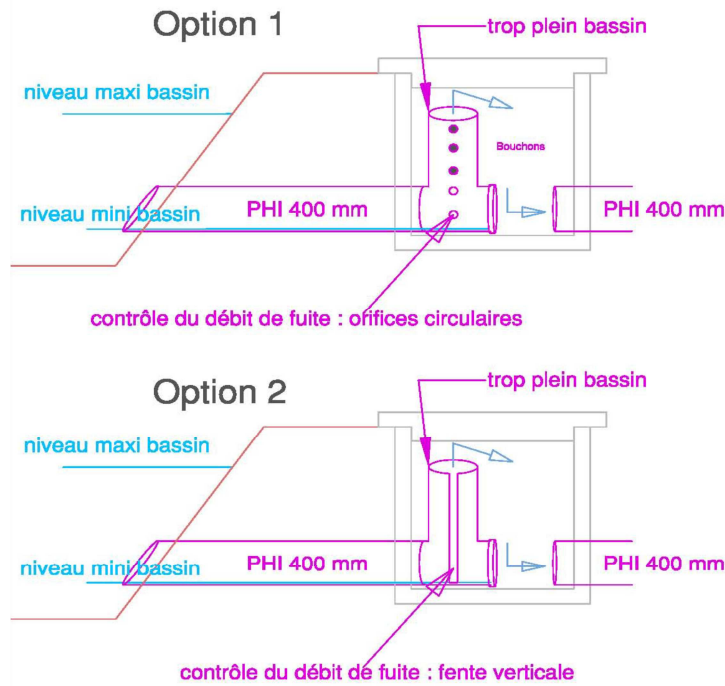 Option 1
trop plein bassin
niveau maxi bassin
Bouchons
niveau mini bassin
PHI 400 mm
PHI 400 mm
contrôle du débit de fuite : orifices circulaires
Option 2
trop plein bassin
niveau maxi bassin
niveau mini bassin
PHI 400 mm
PHI 400 mm
contrôle du débit de fuite : fente verticale